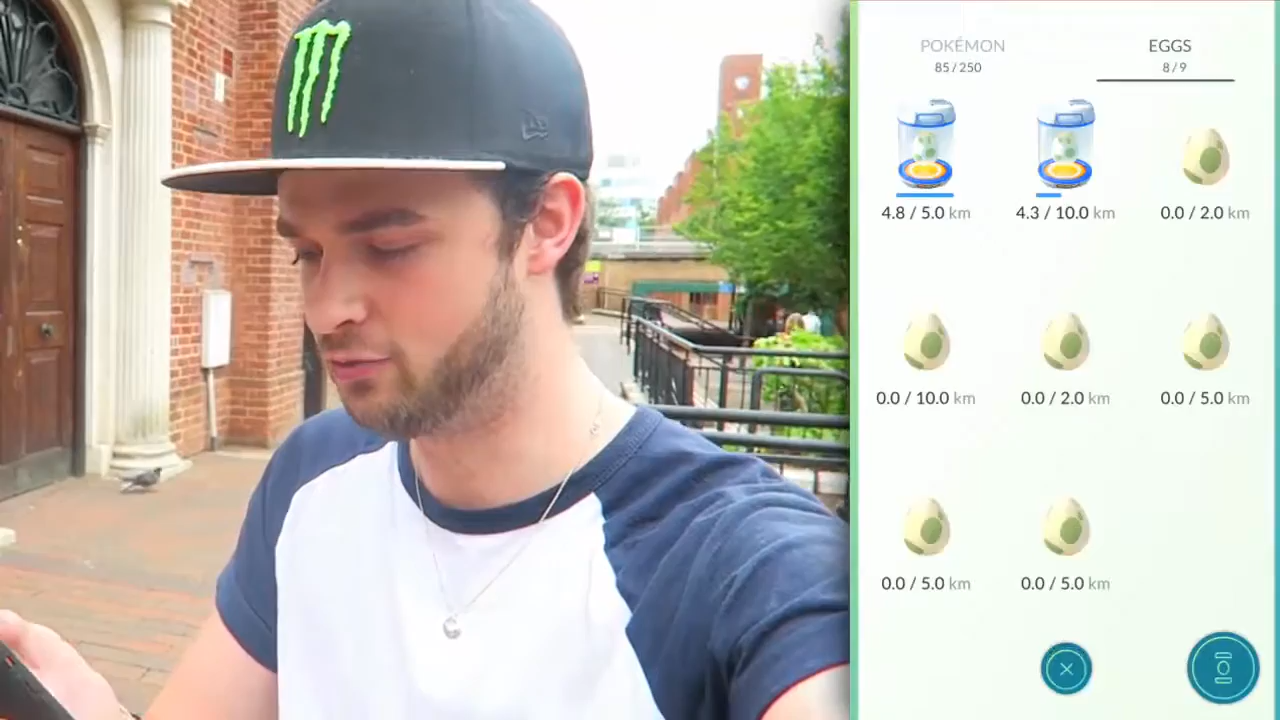 POKÉMON
85/250
EGGS
8/9
4.8 / 5.0 km
4.3 / 10.0 km
0.0 / 2.0 km
0.0 / 10.0 km
0.0 / 2.0 km
0.0 / 5.0 km
0.0 / 5.0 km
0.0 / 5.0 km